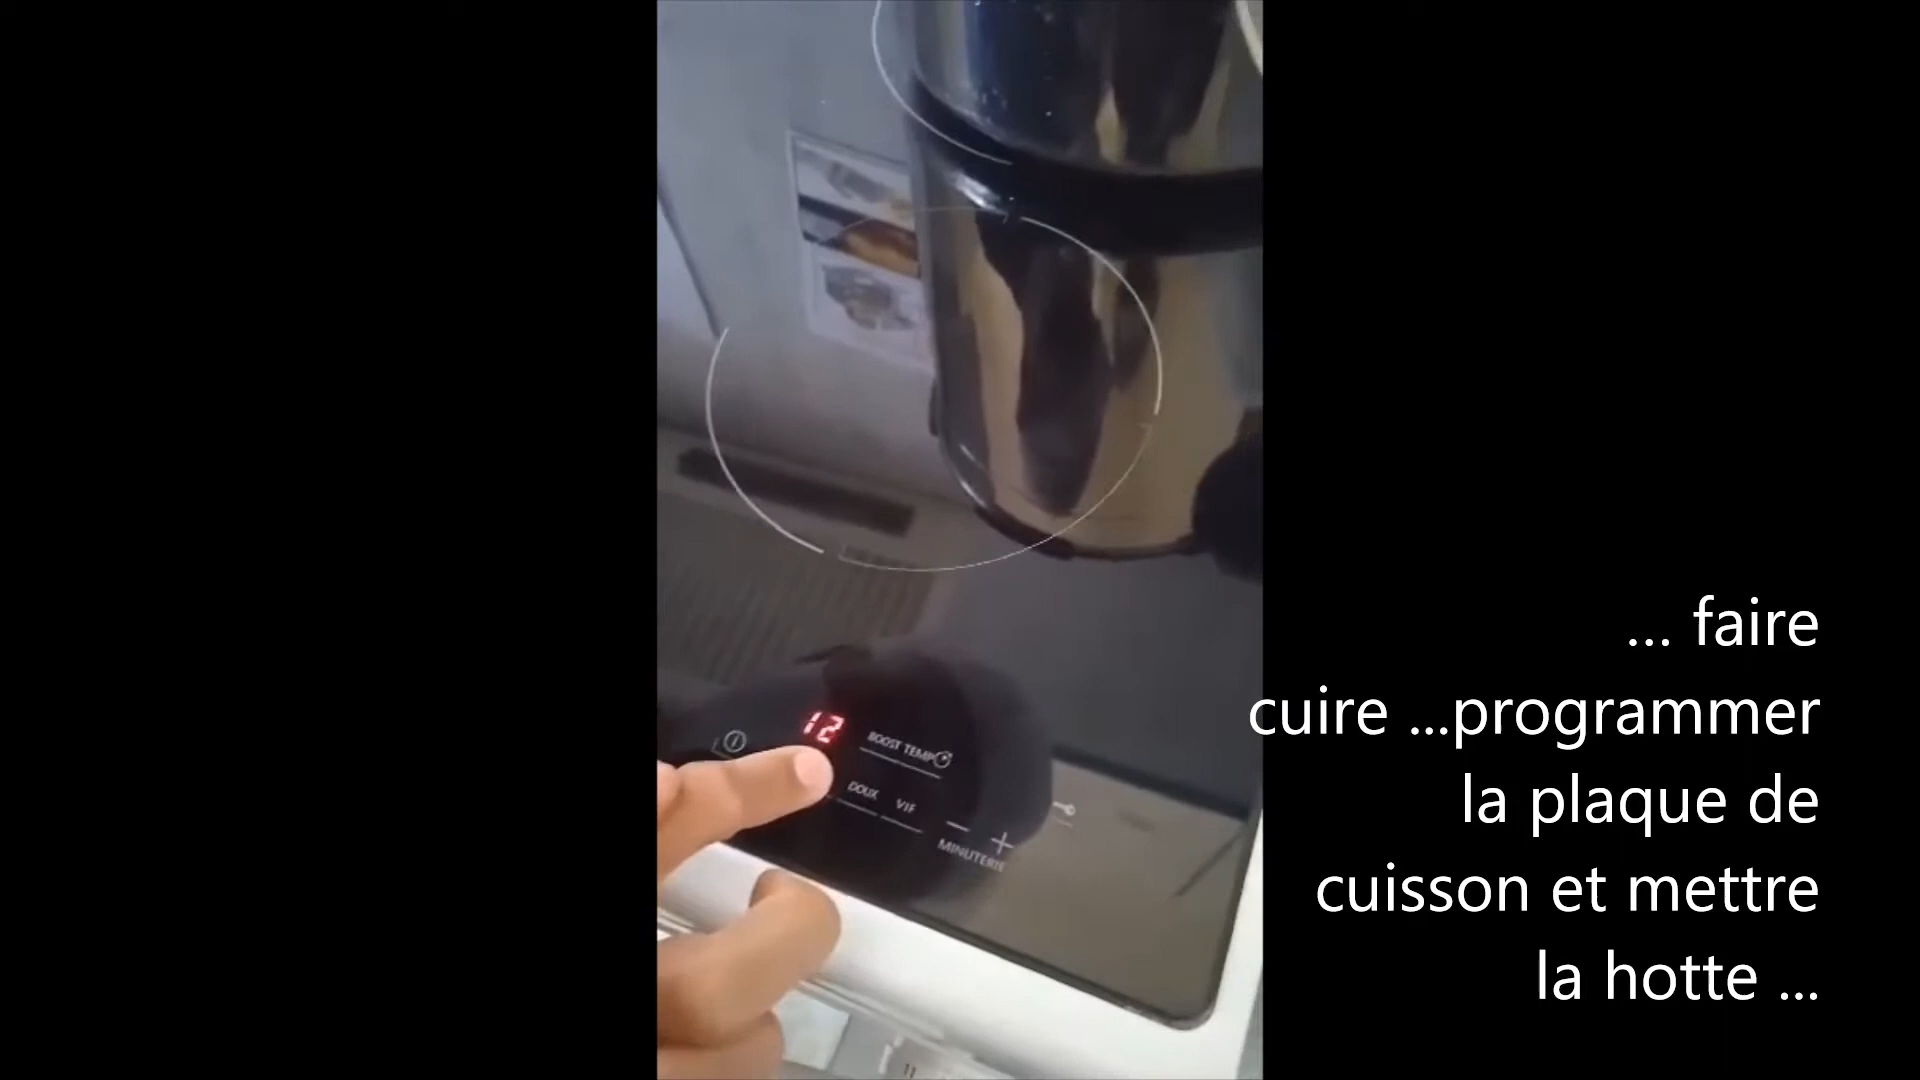 12
BOOST TEMP
DOUX VIF
− +
MINUTERIE
... faire
cuire ...programmer
la plaque de
cuisson et mettre
la hotte ...